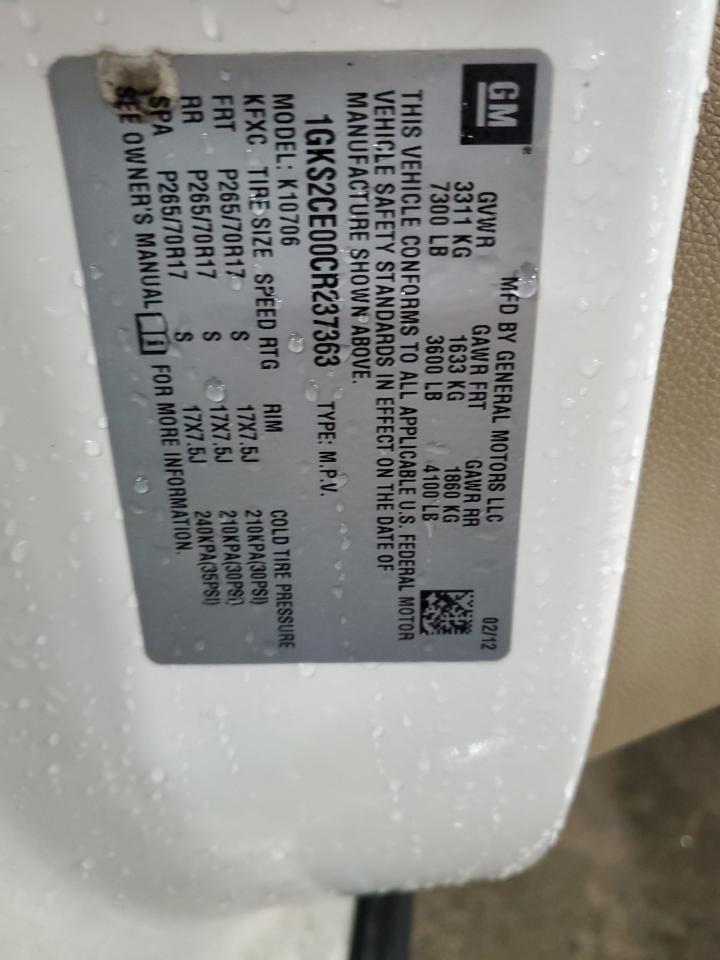 GM
MFD BY GENERAL MOTORS LLC 02/12
GVWR GAWR FRT GAWR RR
3311 KG 1633 KG 1860 KG
7300 LB 3600 LB 4100 LB
THIS VEHICLE CONFORMS TO ALL APPLICABLE U.S. FEDERAL MOTOR
VEHICLE SAFETY STANDARDS IN EFFECT ON THE DATE OF
MANUFACTURE SHOWN ABOVE.
1GKS2CE00CR237363 TYPE: M.P.V.
MODEL: K10706
KFXC TIRE SIZE SPEED RTG RIM COLD TIRE PRESSURE
FRT P265/70R17 S 17X7.5J 210KPA(30PSI)
RR P265/70R17 S 17X7.5J 210KPA(30PSI)
SPA P265/70R17 S 17X7.5J 240KPA(35PSI)
SEE OWNER'S MANUAL FOR MORE INFORMATION.